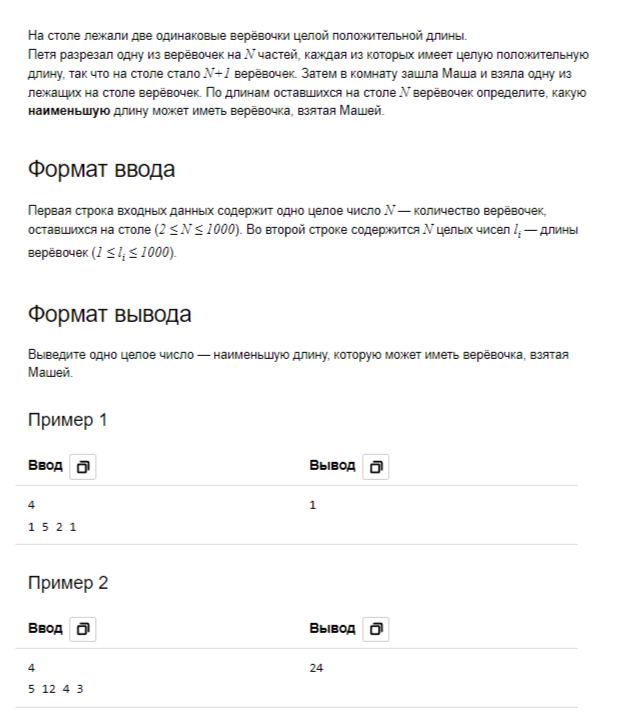 На столе лежали две одинаковые верёвочки целой положительной длины.
Петя разрезал одну из верёвочек на N частей, каждая из которых имеет целую положительную
длину, так что на столе стало N+1 верёвочек. Затем в комнату зашла Маша и взяла одну из
лежащих на столе верёвочек. По длинам оставшихся на столе N верёвочек определите, какую
наименьшую длину может иметь верёвочка, взятая Машей.
Формат ввода
Первая строка входных данных содержит одно целое число N — количество верёвочек,
оставшихся на столе (2 ≤ N ≤ 1000). Во второй строке содержится N целых чисел l_i — длины
верёвочек (1 ≤ l_i ≤ 1000).
Формат вывода
Выведите одно целое число — наименьшую длину, которую может иметь верёвочка, взятая
Машей.
Пример 1
Ввод Вывод
4 1
1 5 2 1
Пример 2
Ввод Вывод
4 24
5 12 4 3